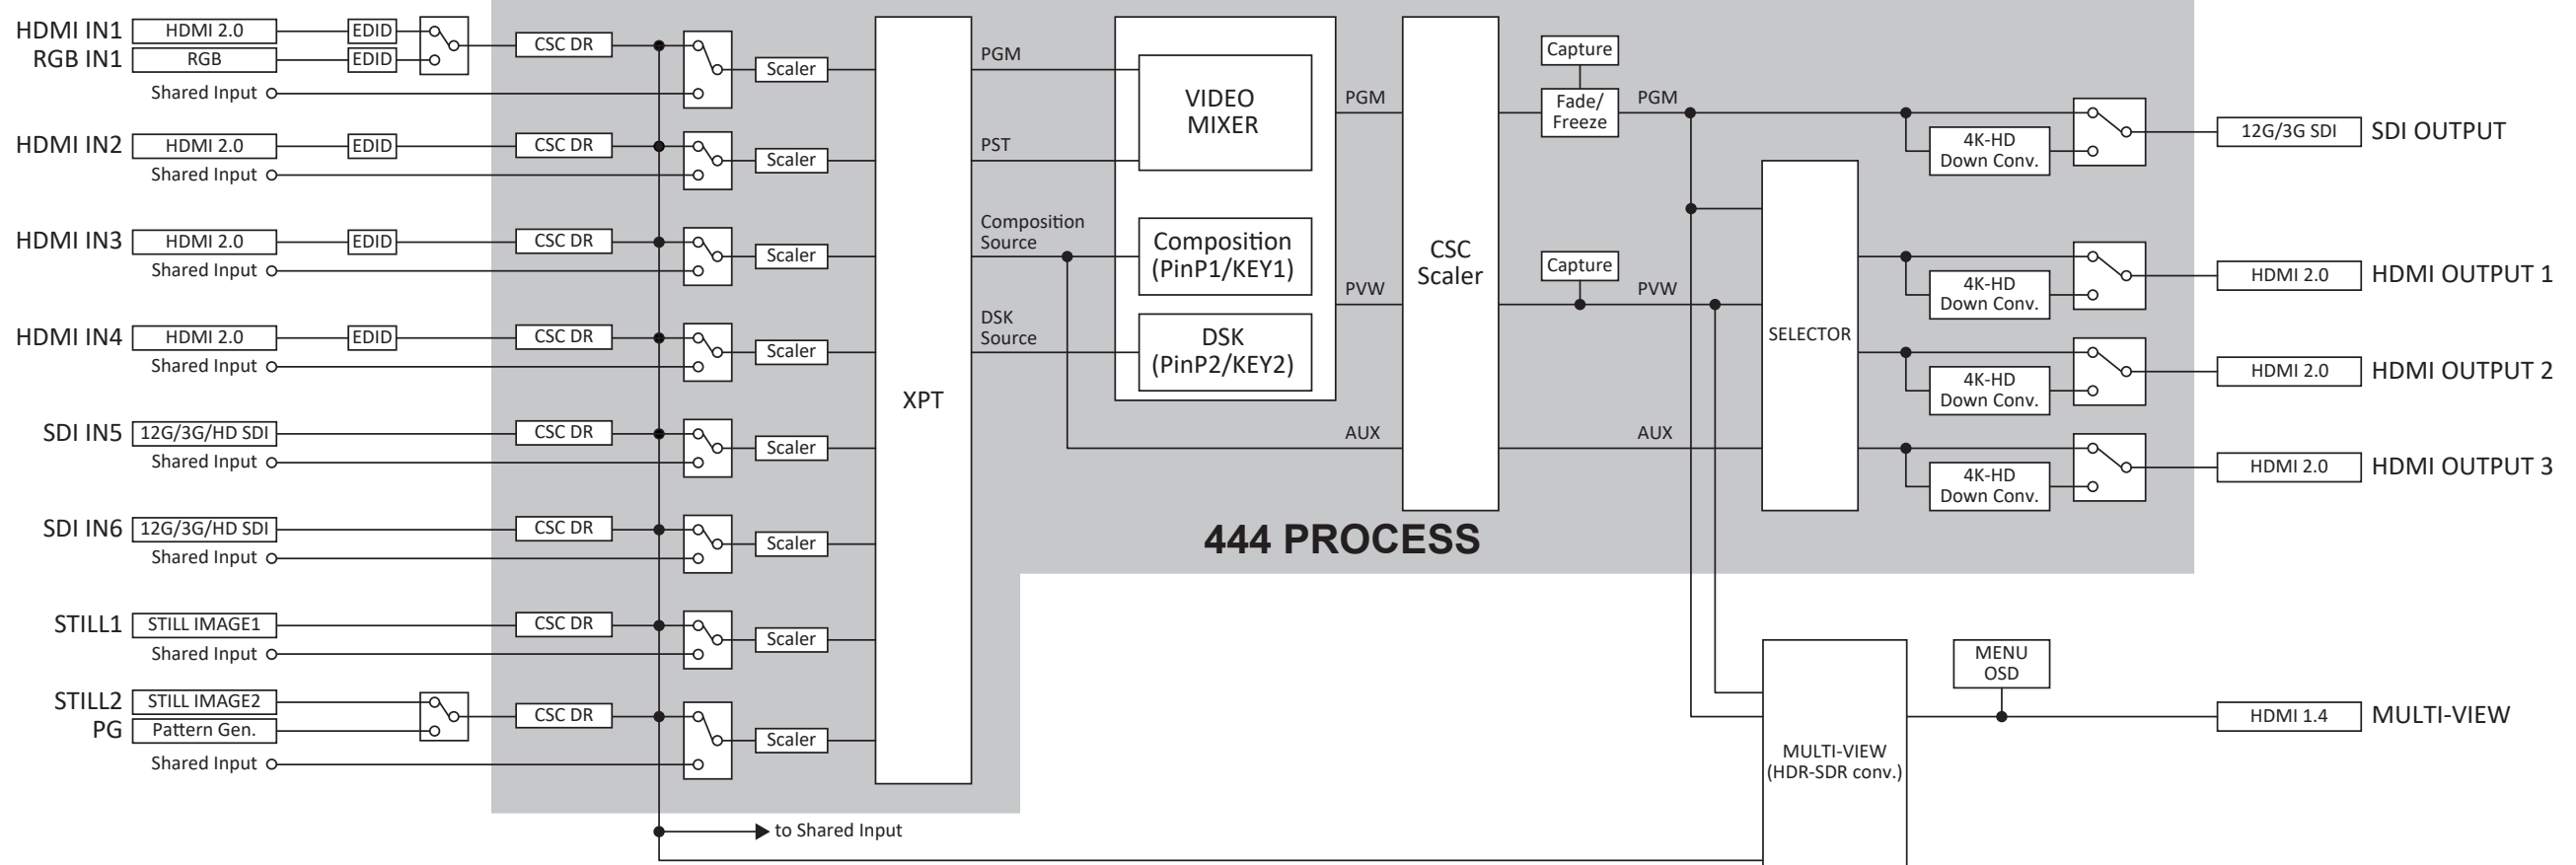 HDMI IN1
HDMI 2.0
EDID
RGB IN1
RGB
EDID
CSC DR
Shared Input
Scaler
HDMI IN2
HDMI 2.0
EDID
CSC DR
Shared Input
Scaler
HDMI IN3
HDMI 2.0
EDID
CSC DR
Shared Input
Scaler
HDMI IN4
HDMI 2.0
EDID
CSC DR
Shared Input
Scaler
SDI IN5
12G/3G/HD SDI
CSC DR
Shared Input
Scaler
SDI IN6
12G/3G/HD SDI
CSC DR
Shared Input
Scaler
STILL1
STILL IMAGE1
CSC DR
Shared Input
Scaler
STILL2
STILL IMAGE2
PG
Pattern Gen.
CSC DR
Shared Input
Scaler
to Shared Input
XPT
PGM
PST
Composition
Source
DSK
Source
VIDEO
MIXER
Composition
(PinP1/KEY1)
DSK
(PinP2/KEY2)
PGM
PVW
AUX
CSC
Scaler
444 PROCESS
Capture
Fade/
Freeze
PGM
Capture
PVW
AUX
SELECTOR
4K-HD
Down Conv.
12G/3G SDI
SDI OUTPUT
4K-HD
Down Conv.
HDMI 2.0
HDMI OUTPUT 1
4K-HD
Down Conv.
HDMI 2.0
HDMI OUTPUT 2
4K-HD
Down Conv.
HDMI 2.0
HDMI OUTPUT 3
MULTI-VIEW
(HDR-SDR conv.)
MENU
OSD
HDMI 1.4
MULTI-VIEW